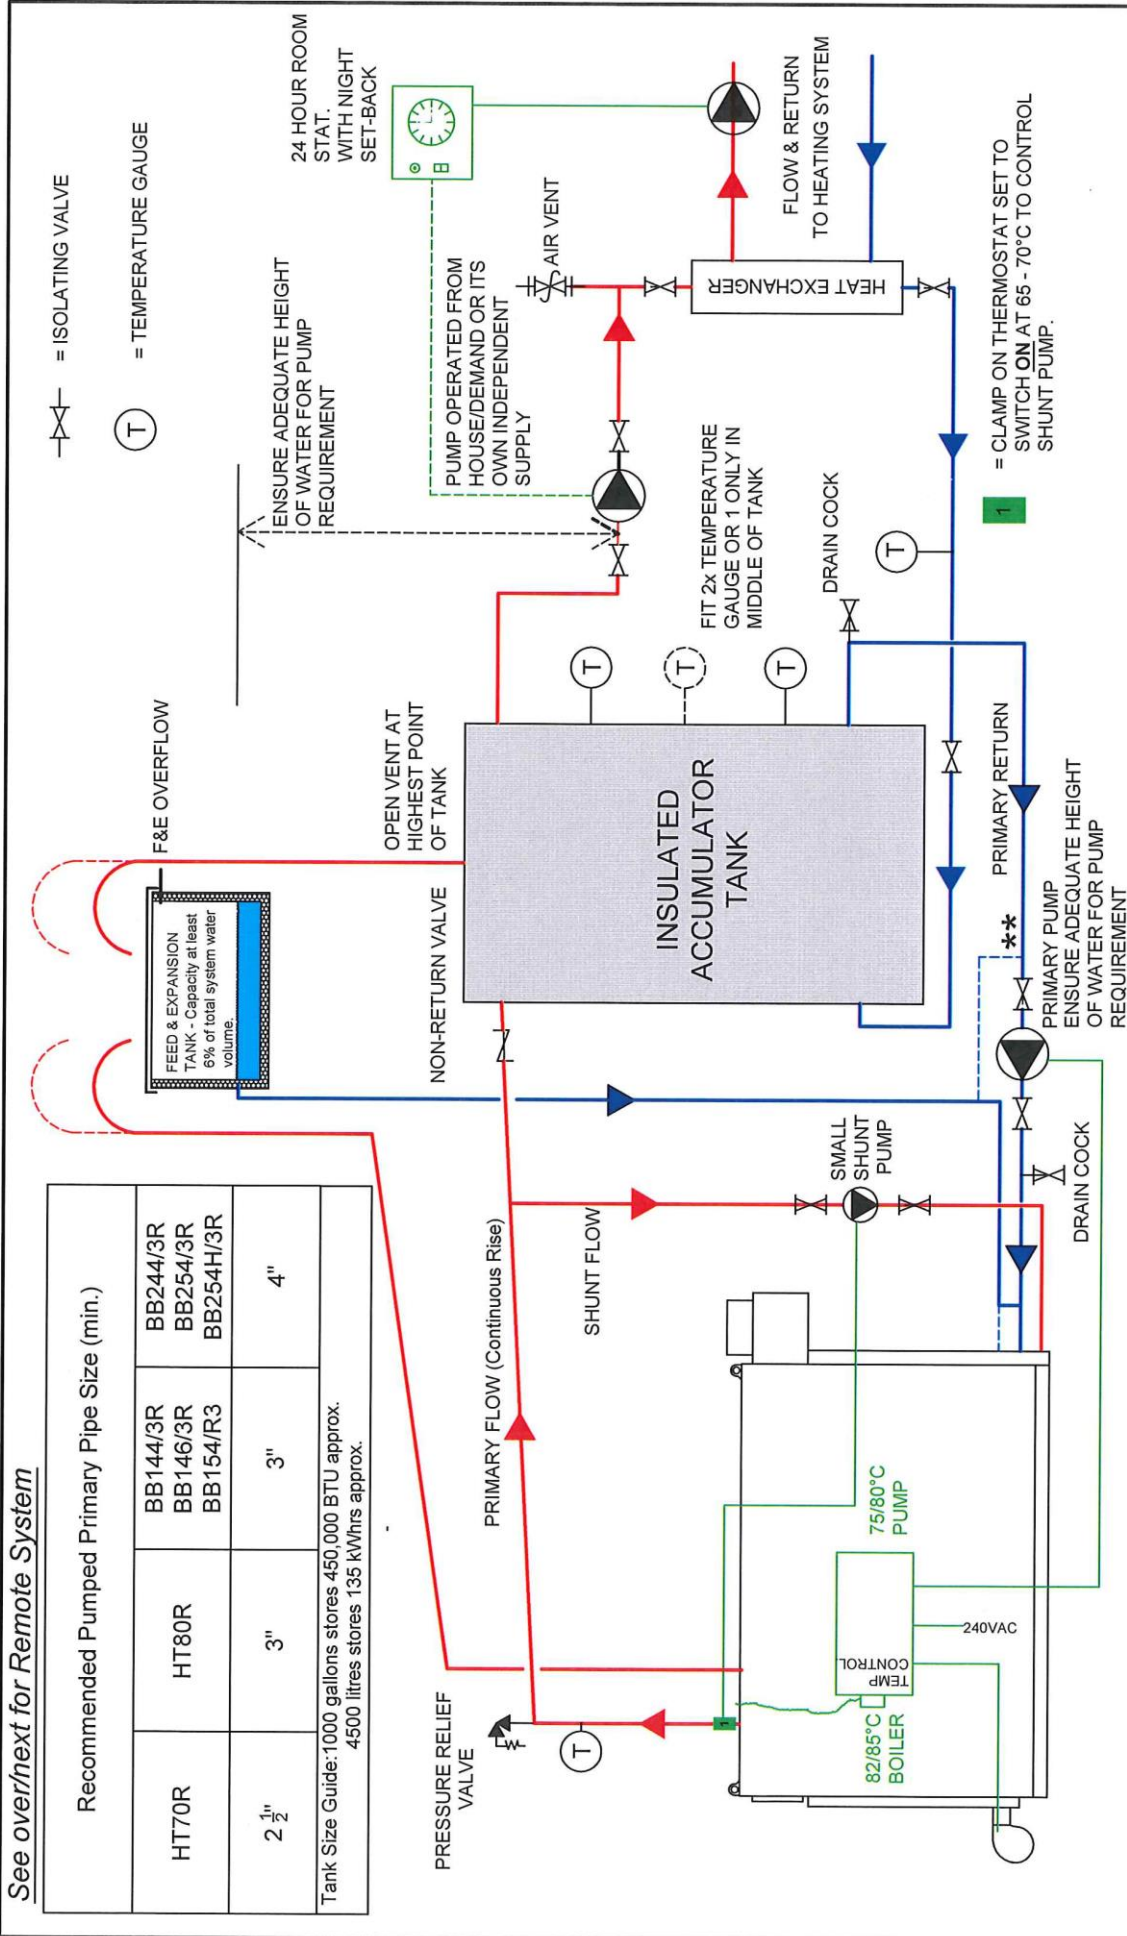 See over/next for Remote System
Recommended Pumped Primary Pipe Size (min.)
HT70R
HT80R
BB144/3R
BB146/3R
BB154/R3
BB244/3R
BB254/3R
BB254H/3R
2 1/2"
3"
3"
4"
Tank Size Guide:1000 gallons stores 450,000 BTU approx.
4500 litres stores 135 kWhrs approx.
FEED & EXPANSION
TANK - Capacity at least
6% of total system water
volume.
F&E OVERFLOW
= ISOLATING VALVE
T
= TEMPERATURE GAUGE
ENSURE ADEQUATE HEIGHT
OF WATER FOR PUMP
REQUIREMENT
24 HOUR ROOM
STAT.
WITH NIGHT
SET-BACK
OPEN VENT AT
HIGHEST POINT
OF TANK
NON-RETURN VALVE
PUMP OPERATED FROM
HOUSE/DEMAND OR ITS
OWN INDEPENDENT
SUPPLY
AIR VENT
PRESSURE RELIEF
VALVE
T
PRIMARY FLOW (Continuous Rise)
SHUNT FLOW
INSULATED
ACCUMULATOR
TANK
T
T
T
FIT 2x TEMPERATURE
GAUGE OR 1 ONLY IN
MIDDLE OF TANK
HEAT EXCHANGER
FLOW & RETURN
TO HEATING SYSTEM
SMALL
SHUNT
PUMP
DRAIN COCK
T
1
82/85°C
BOILER
TEMP
CONTROL
75/80°C
PUMP
240VAC
DRAIN COCK
**
PRIMARY RETURN
PRIMARY PUMP
ENSURE ADEQUATE HEIGHT
OF WATER FOR PUMP
REQUIREMENT
1
= CLAMP ON THERMOSTAT SET TO
SWITCH ON AT 65 - 70°C TO CONTROL
SHUNT PUMP.